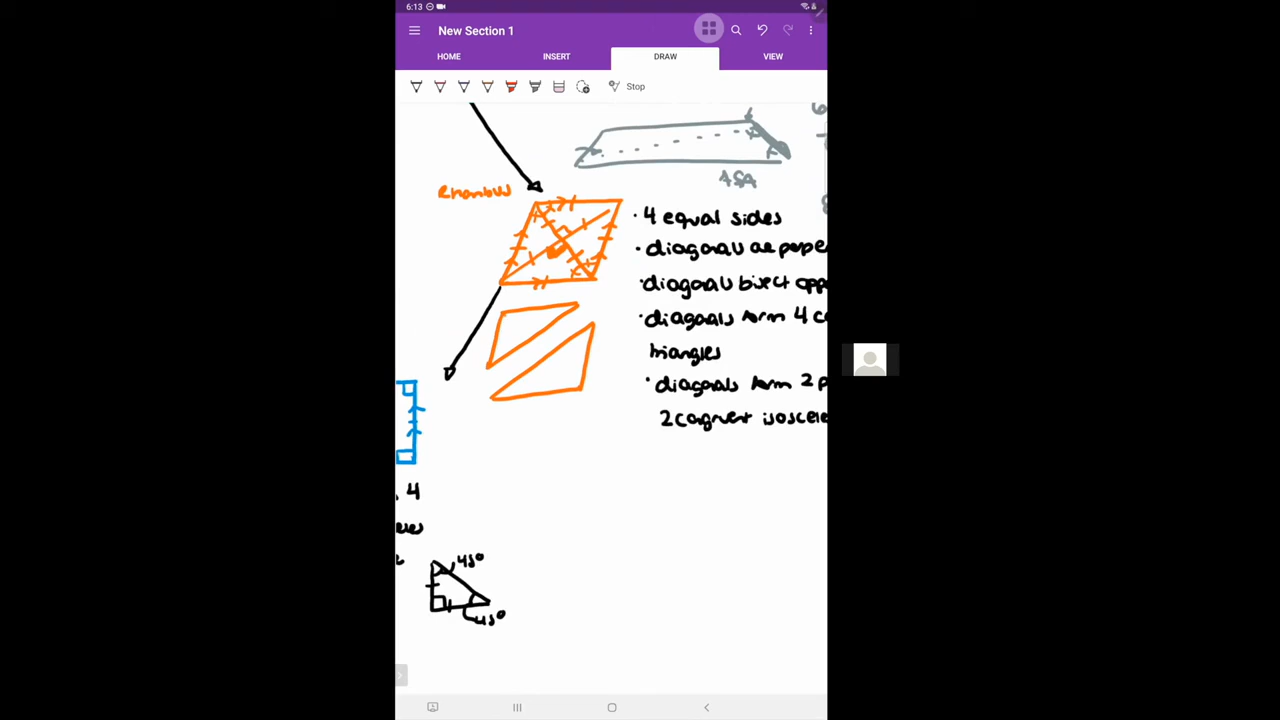 6:13
New Section 1
HOME INSERT DRAW VIEW
Stop
ASA
Rhombus
· 4 equal sides
· diagonals are perpe
· diagonals bisect opp
· diagonals form 4 co
triangles
· diagonals form 2 p
2 congruent isoscele
. 4
45°
45°